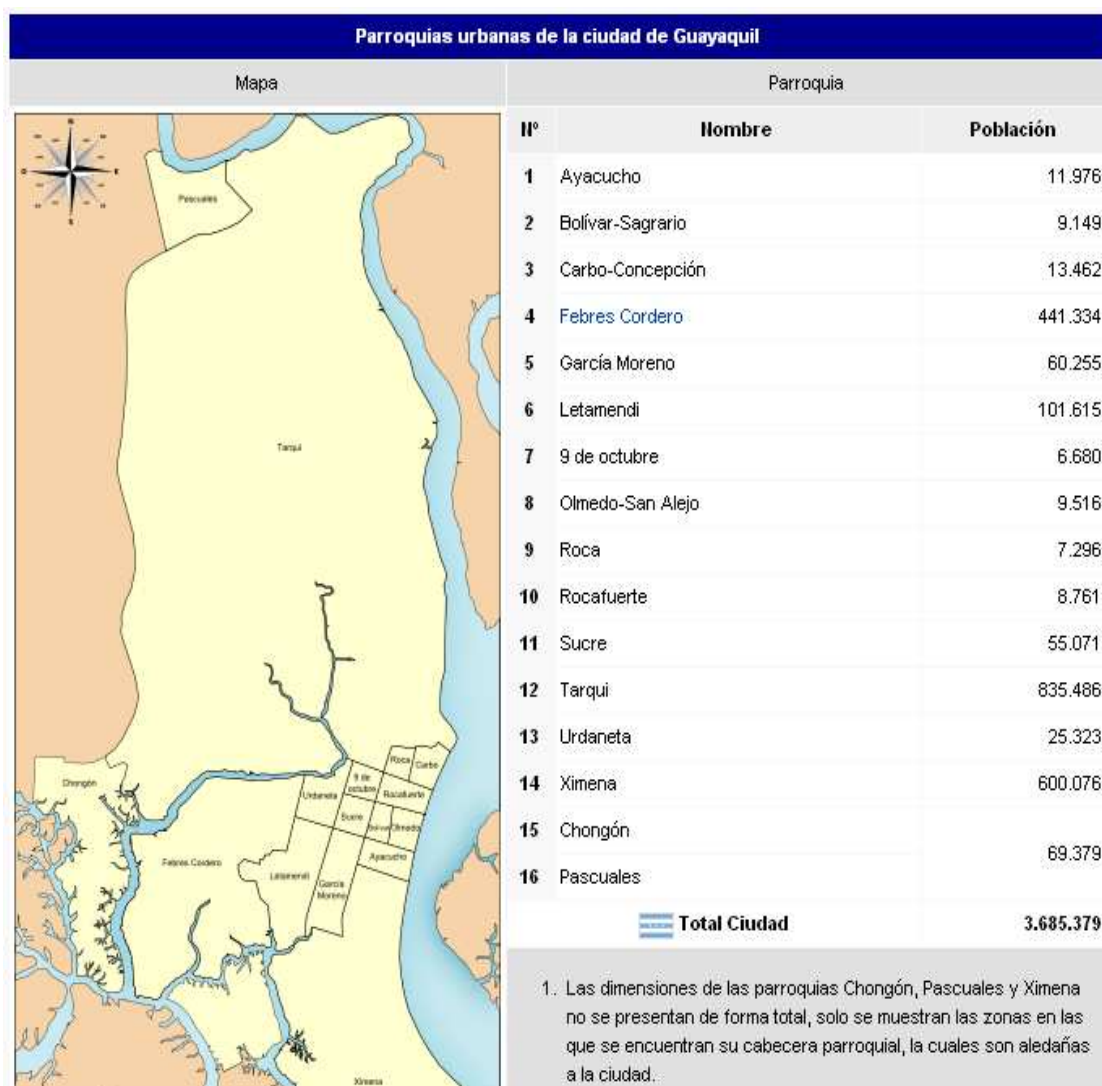 Parroquias urbanas de la ciudad de Guayaquil
Mapa
Parroquia
Nº Nombre Población
1 Ayacucho 11.976
2 Bolívar-Sagrario 9.149
3 Carbo-Concepción 13.462
4 Febres Cordero 441.334
5 García Moreno 60.255
6 Letamendi 101.615
7 9 de octubre 6.680
8 Olmedo-San Alejo 9.516
9 Roca 7.296
10 Rocafuerte 8.761
11 Sucre 55.071
12 Tarqui 835.486
13 Urdaneta 25.323
14 Ximena 600.076
15 Chongón
69.379
16 Pascuales
Total Ciudad 3.685.379
1. Las dimensiones de las parroquias Chongón, Pascuales y Ximena
no se presentan de forma total, solo se muestran las zonas en las
que se encuentran su cabecera parroquial, la cuales son aledañas
a la ciudad.
Pascuales
Tarqui
Roca
Carbo
Chongón
9 de
octubre
Urdaneta
Rocafuerte
Sucre
Bolívar
Olmedo
Ayacucho
Febres Cordero
Letamendi
García
Moreno
Ximena